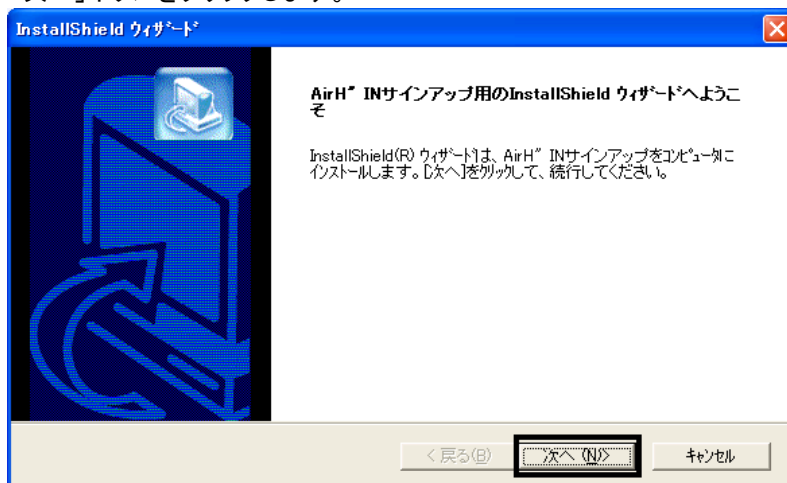 InstallShield ウィザード
AirH" INサインアップ用のInstallShield ウィザードへようこ
そ
InstallShield(R) ウィザードは、AirH" INサインアップをコンピュータに
インストールします。[次へ]をクリックして、続行してください。
< 戻る(B)
次へ (N)>
キャンセル